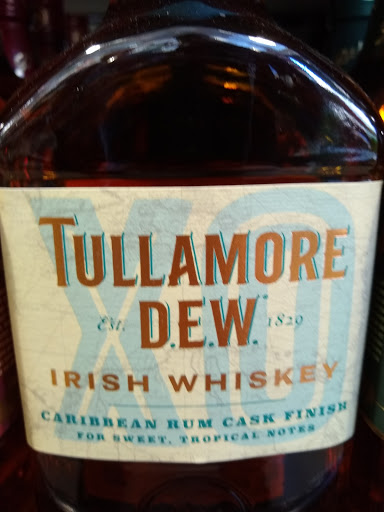 XO
TULLAMORE
EST. D.E.W. 1829
IRISH WHISKEY
CARIBBEAN RUM CASK FINISH
FOR SWEET, TROPICAL NOTES